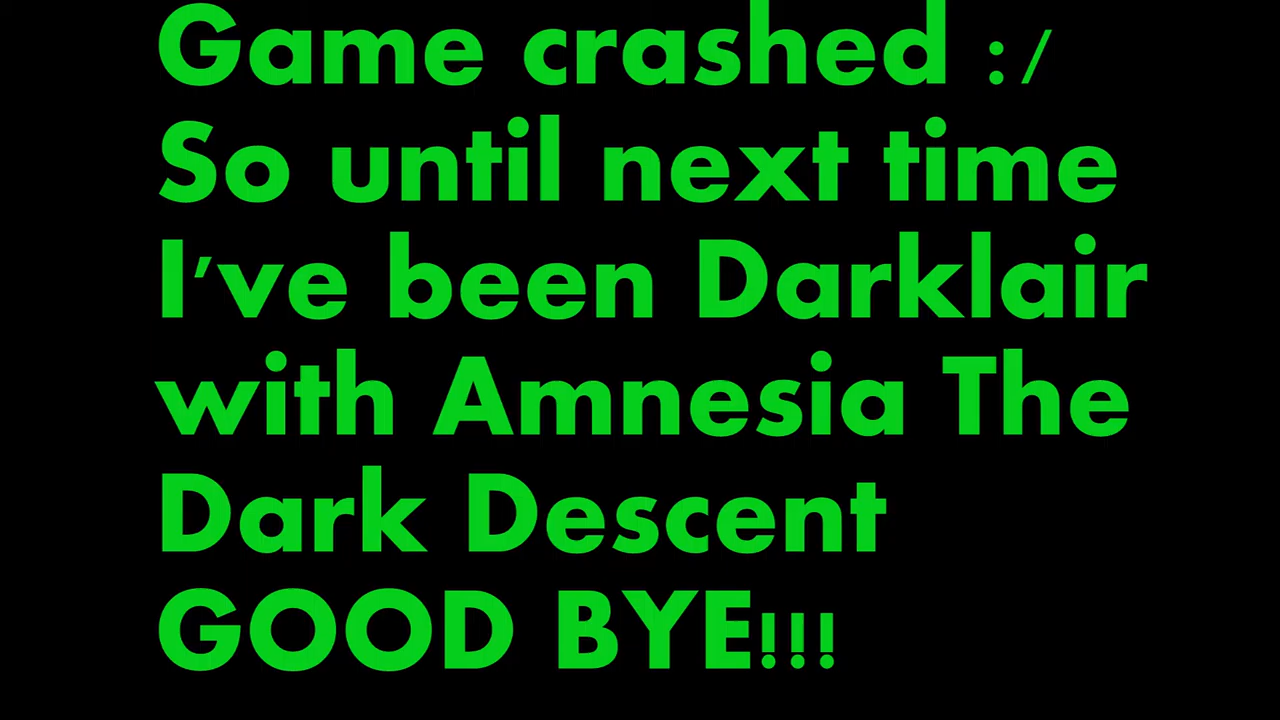 Game crashed :/
So until next time
I've been Darklair
with Amnesia The
Dark Descent
GOOD BYE!!!